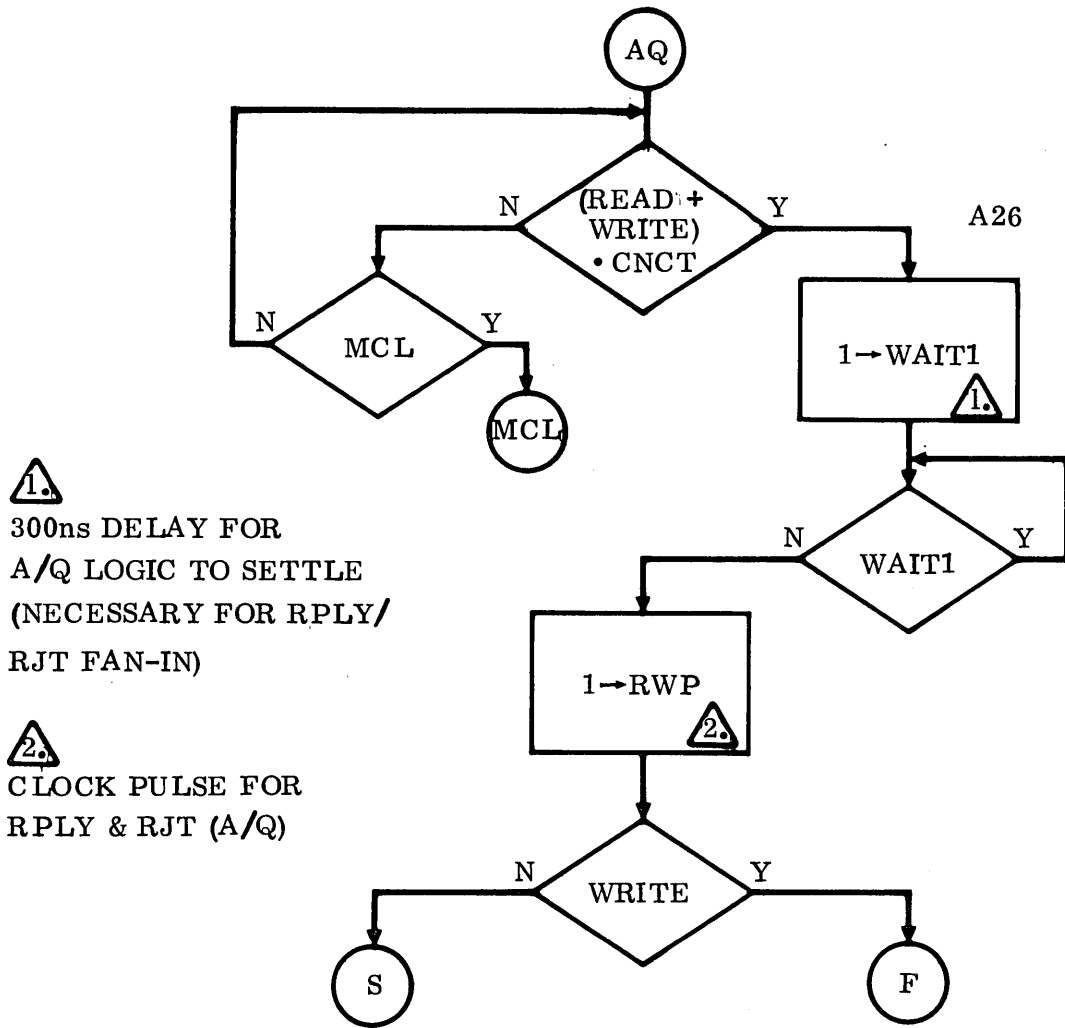 AQ
(READ +
WRITE)
• CNCT
N
Y
A26
MCL
N
Y
MCL
1→WAIT1
1.
WAIT1
N
Y
1.
300ns DELAY FOR
A/Q LOGIC TO SETTLE
(NECESSARY FOR RPLY/
RJT FAN-IN)
1→RWP
2.
2.
CLOCK PULSE FOR
RPLY & RJT (A/Q)
WRITE
N
Y
S
F